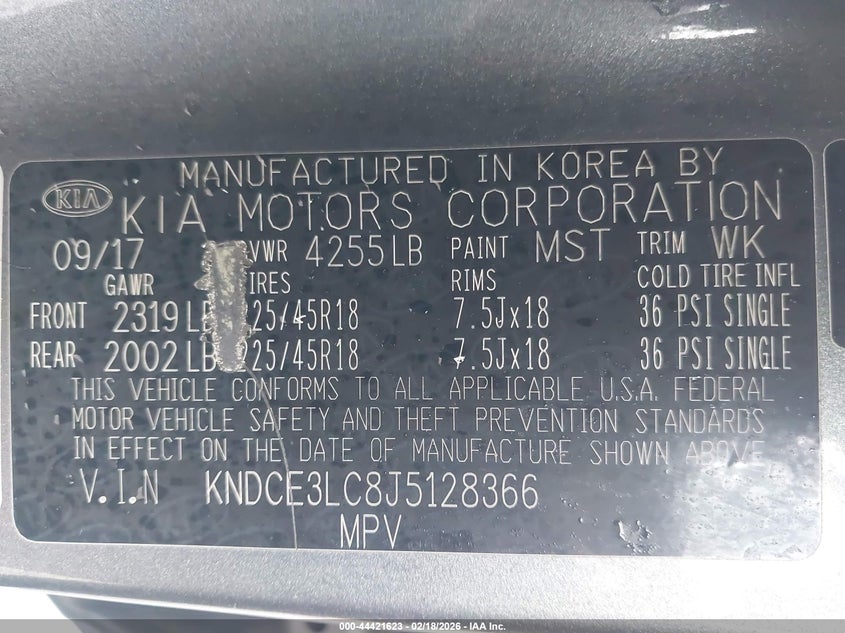 MANUFACTURED IN KOREA BY
KIA KIA MOTORS CORPORATION
09/17 VWR 4255LB PAINT MST TRIM WK
GAWR IRES RIMS COLD TIRE INFL
FRONT 2319LB 25/45R18 7.5Jx18 36 PSI SINGLE
REAR 2002LB 25/45R18 7.5Jx18 36 PSI SINGLE
THIS VEHICLE CONFORMS TO ALL APPLICABLE U.S.A. FEDERAL
MOTOR VEHICLE SAFETY AND THEFT PREVENTION STANDARDS
IN EFFECT ON THE DATE OF MANUFACTURE SHOWN ABOVE
V.I.N KNDCE3LC8J5128366
MPV
000-44421623 - 02/18/2026 - IAA Inc.